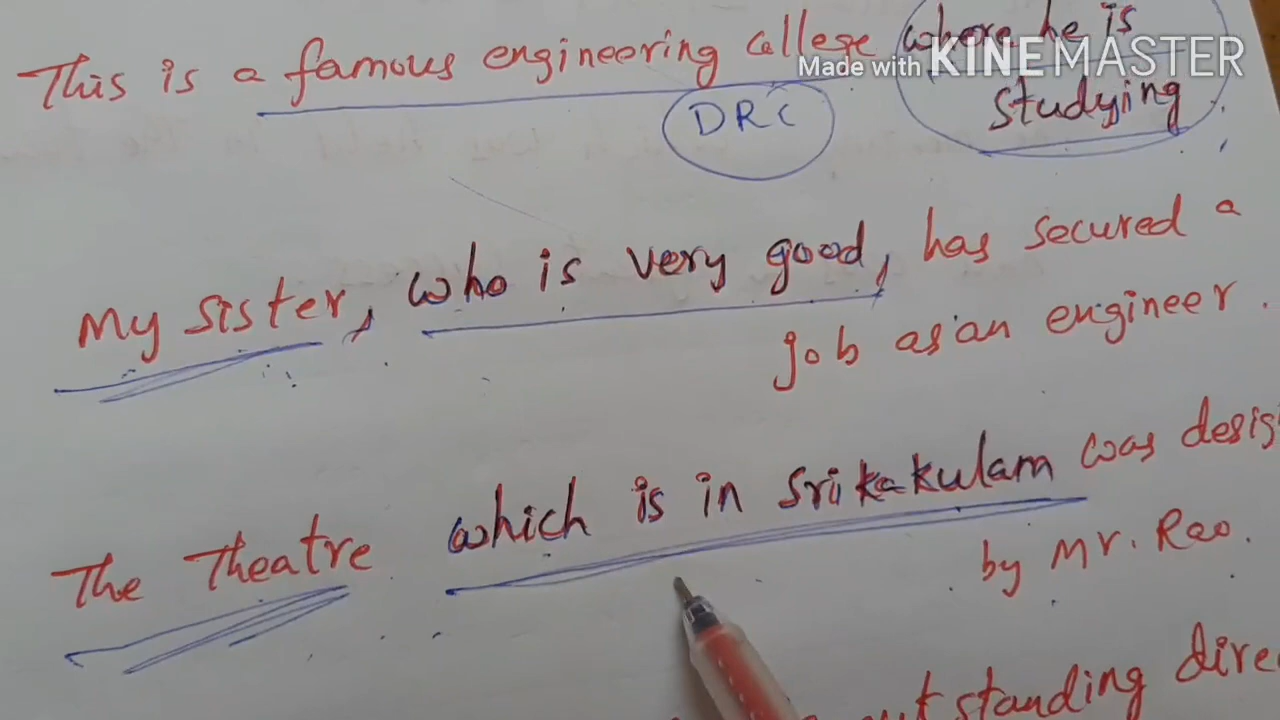 This is a famous engineering college where he is
Made with KINEMASTER
studying
DRC
My sister, who is very good, has secured a
job as an engineer.
The Theatre which is in Srikakulam was desig
by Mr. Rao.
standing direc